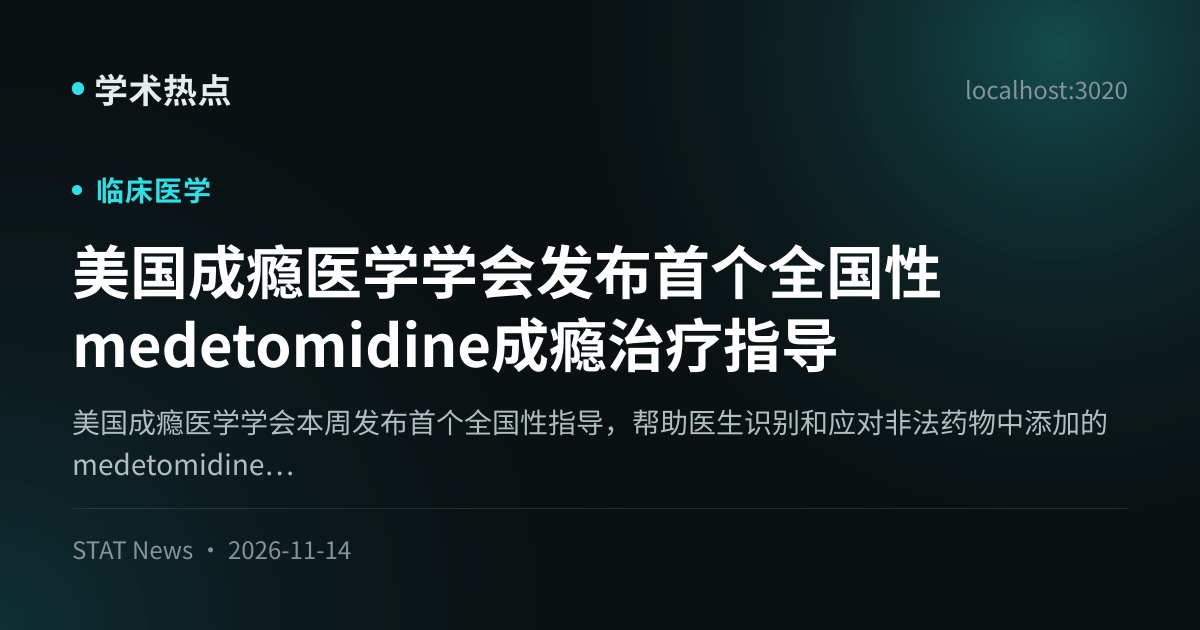 学术热点
localhost:3020
临床医学
美国成瘾医学学会发布首个全国性
medetomidine成瘾治疗指导
美国成瘾医学学会本周发布首个全国性指导，帮助医生识别和应对非法药物中添加的
medetomidine…
STAT News · 2026-11-14